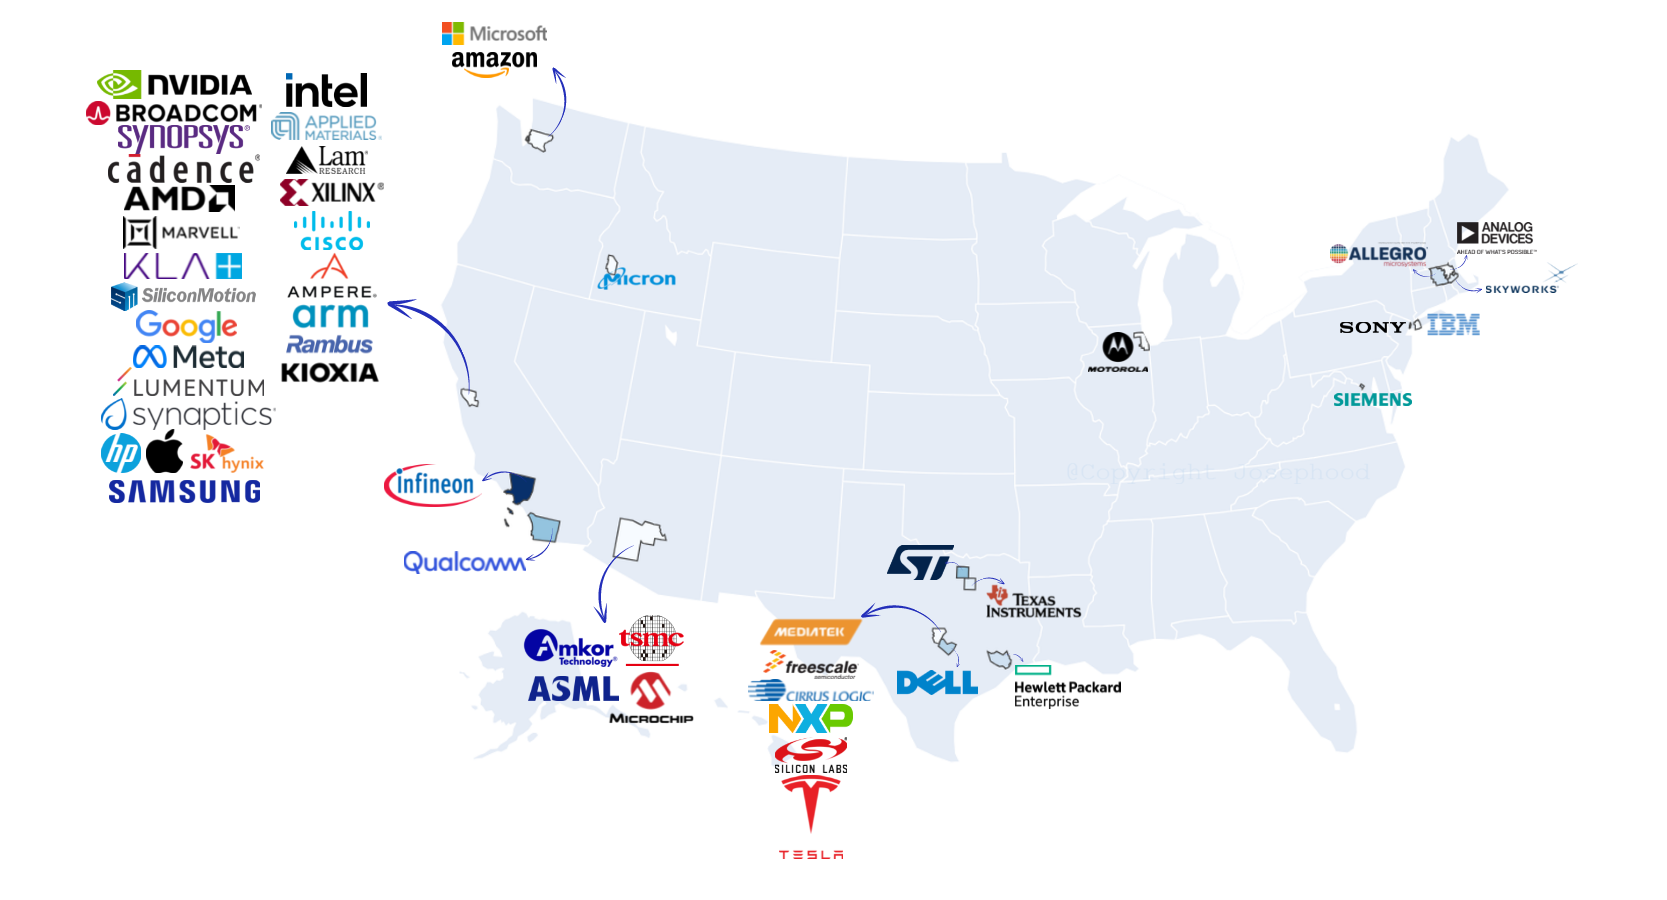 Microsoft
amazon
NVIDIA
BROADCOM®
SYNOPSYS®
cādence®
AMD
MARVELL
KLA
SM SiliconMotion
Google
Meta
LUMENTUM
synaptics
hp
SK hynix
SAMSUNG
intel
APPLIED
MATERIALS®
Lam®
RESEARCH
XILINX®
CISCO
AMPERE®
arm
Rambus
KIOXIA
Micron
infineon
Qualcomm
Amkor
Technology®
tsmc
ASML
MICROCHIP
ST
TEXAS
INSTRUMENTS
MEDIATEK
freescale
semiconductor
CIRRUS LOGIC®
NXP
SILICON LABS
TESLA
DELL
Hewlett Packard
Enterprise
MOTOROLA
@Copyright Josephood
ALLEGRO
microsystems
ANALOG
DEVICES
AHEAD OF WHAT'S POSSIBLE™
SKYWORKS®
SONY
IBM
SIEMENS